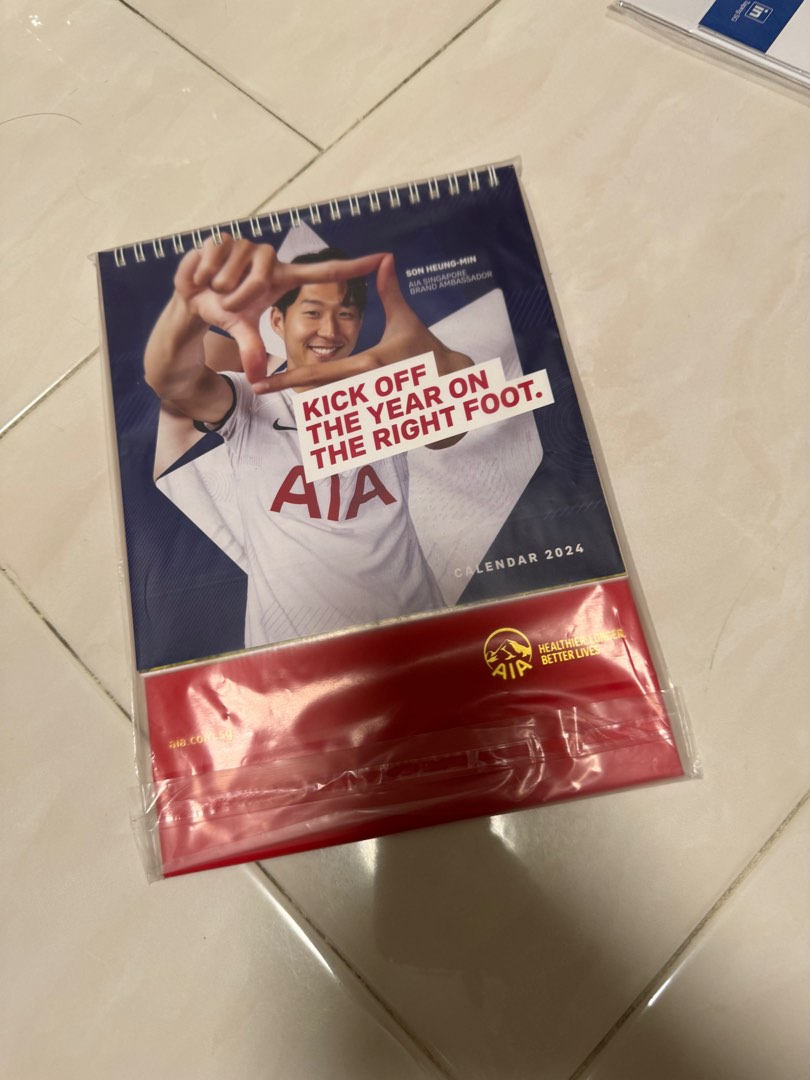 in
SON HEUNG-MIN
AIA SINGAPORE
BRAND AMBASSADOR
KICK OFF
THE YEAR ON
THE RIGHT FOOT.
AIA
CALENDAR 2024
AIA
HEALTHIER, LONGER,
BETTER LIVES
aia.com.sg